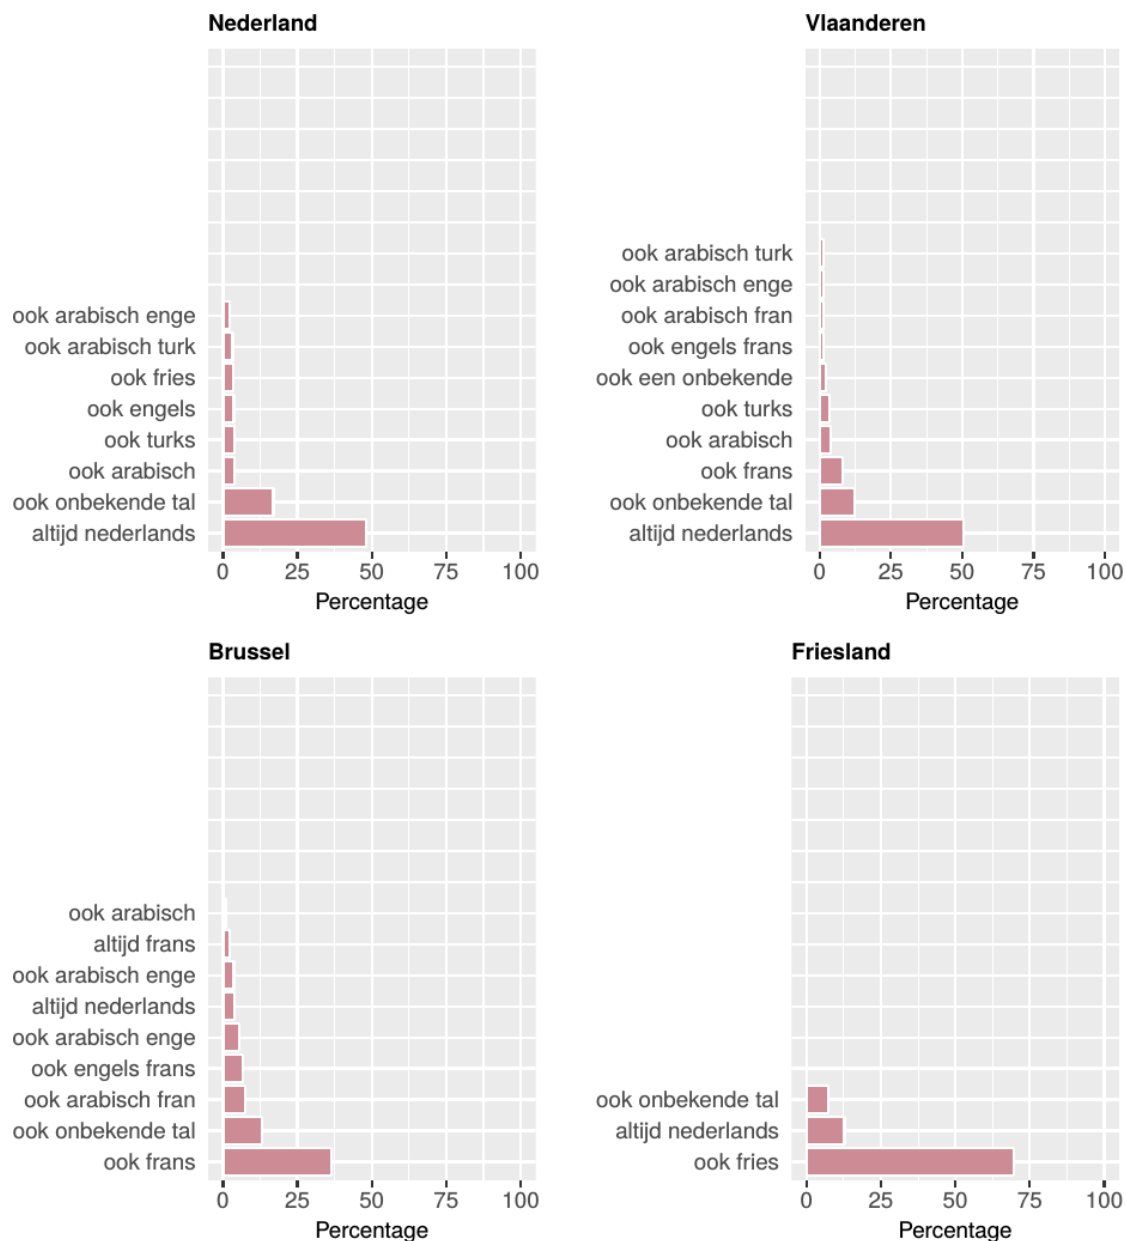 Nederland
ook arabisch enge
ook arabisch turk
ook fries
ook engels
ook turks
ook arabisch
ook onbekende tal
altijd nederlands
0 25 50 75 100
Percentage
Vlaanderen
ook arabisch turk
ook arabisch enge
ook arabisch fran
ook engels frans
ook een onbekende
ook turks
ook arabisch
ook frans
ook onbekende tal
altijd nederlands
0 25 50 75 100
Percentage
Brussel
ook arabisch
altijd frans
ook arabisch enge
altijd nederlands
ook arabisch enge
ook engels frans
ook arabisch fran
ook onbekende tal
ook frans
0 25 50 75 100
Percentage
Friesland
ook onbekende tal
altijd nederlands
ook fries
0 25 50 75 100
Percentage